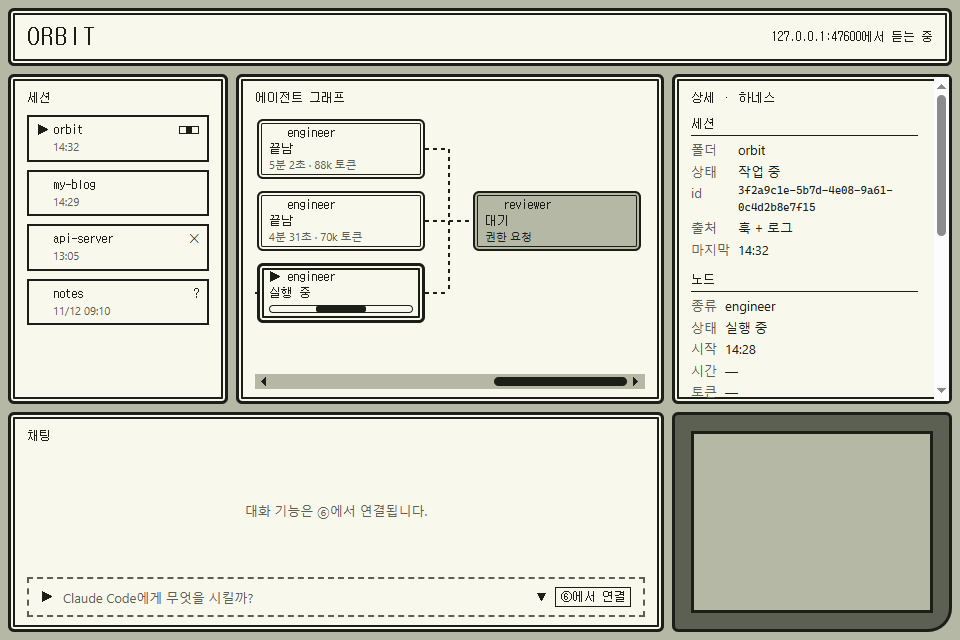 ORBIT
127.0.0.1:47600에서 듣는 중
세션
▶ orbit
14:32
my-blog
14:29
api-server ×
13:05
notes ?
11/12 09:10
에이전트 그래프
engineer
끝남
5분 2초 · 88k 토큰
engineer
끝남
4분 31초 · 70k 토큰
▶ engineer
실행 중
reviewer
대기
권한 요청
상세 · 하네스
세션
폴더 orbit
상태 작업 중
id 3f2a9c1e-5b7d-4e08-9a61-
0c4d2b8e7f15
출처 훅 + 로그
마지막 14:32
노드
종류 engineer
상태 실행 중
시작 14:28
시간 —
토큰 —
채팅
대화 기능은 ⑥에서 연결됩니다.
▶ Claude Code에게 무엇을 시킬까? ▼ ⑥에서 연결